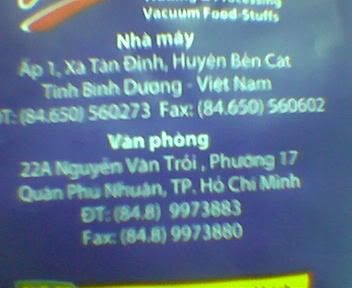 Processing
Vacuum Food-Stuffs
Nhà máy
Ấp 1, Xã Tân Định, Huyện Bến Cát
Tỉnh Bình Dương - Việt Nam
ĐT: (84.650) 560273 Fax: (84.650) 560602
Văn phòng
22A Nguyễn Văn Trỗi, Phường 17
Quận Phú Nhuận, TP. Hồ Chí Minh
ĐT: (84.8) 9973883
Fax: (84.8) 9973880